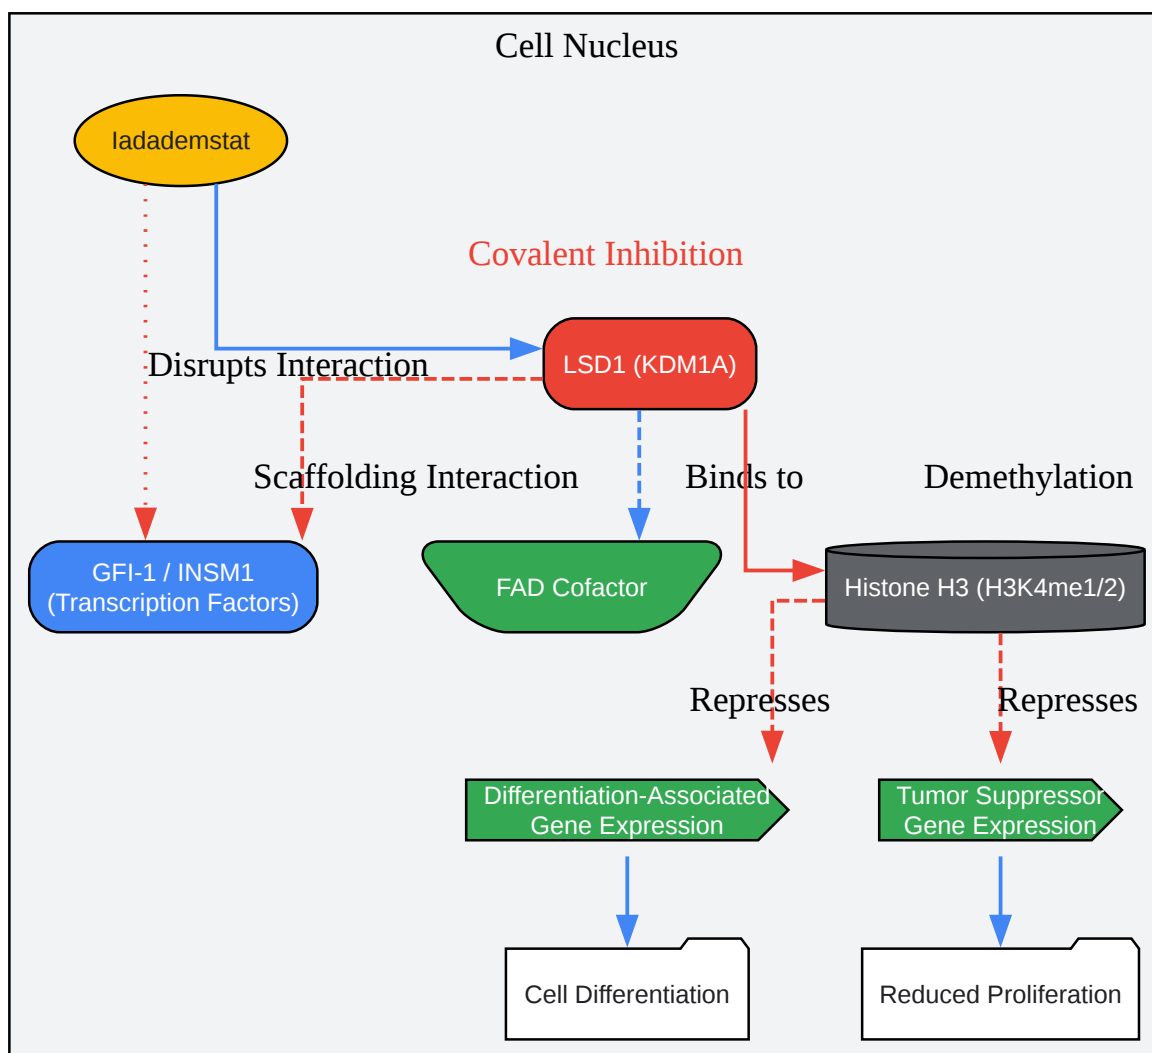 Cell Nucleus
Iadademstat
Covalent Inhibition
Disrupts Interaction
LSD1 (KDM1A)
Scaffolding Interaction
Binds to
Demethylation
GFI-1 / INSM1
(Transcription Factors)
FAD Cofactor
Histone H3 (H3K4me1/2)
Represses
Represses
Differentiation-Associated
Gene Expression
Tumor Suppressor
Gene Expression
Cell Differentiation
Reduced Proliferation